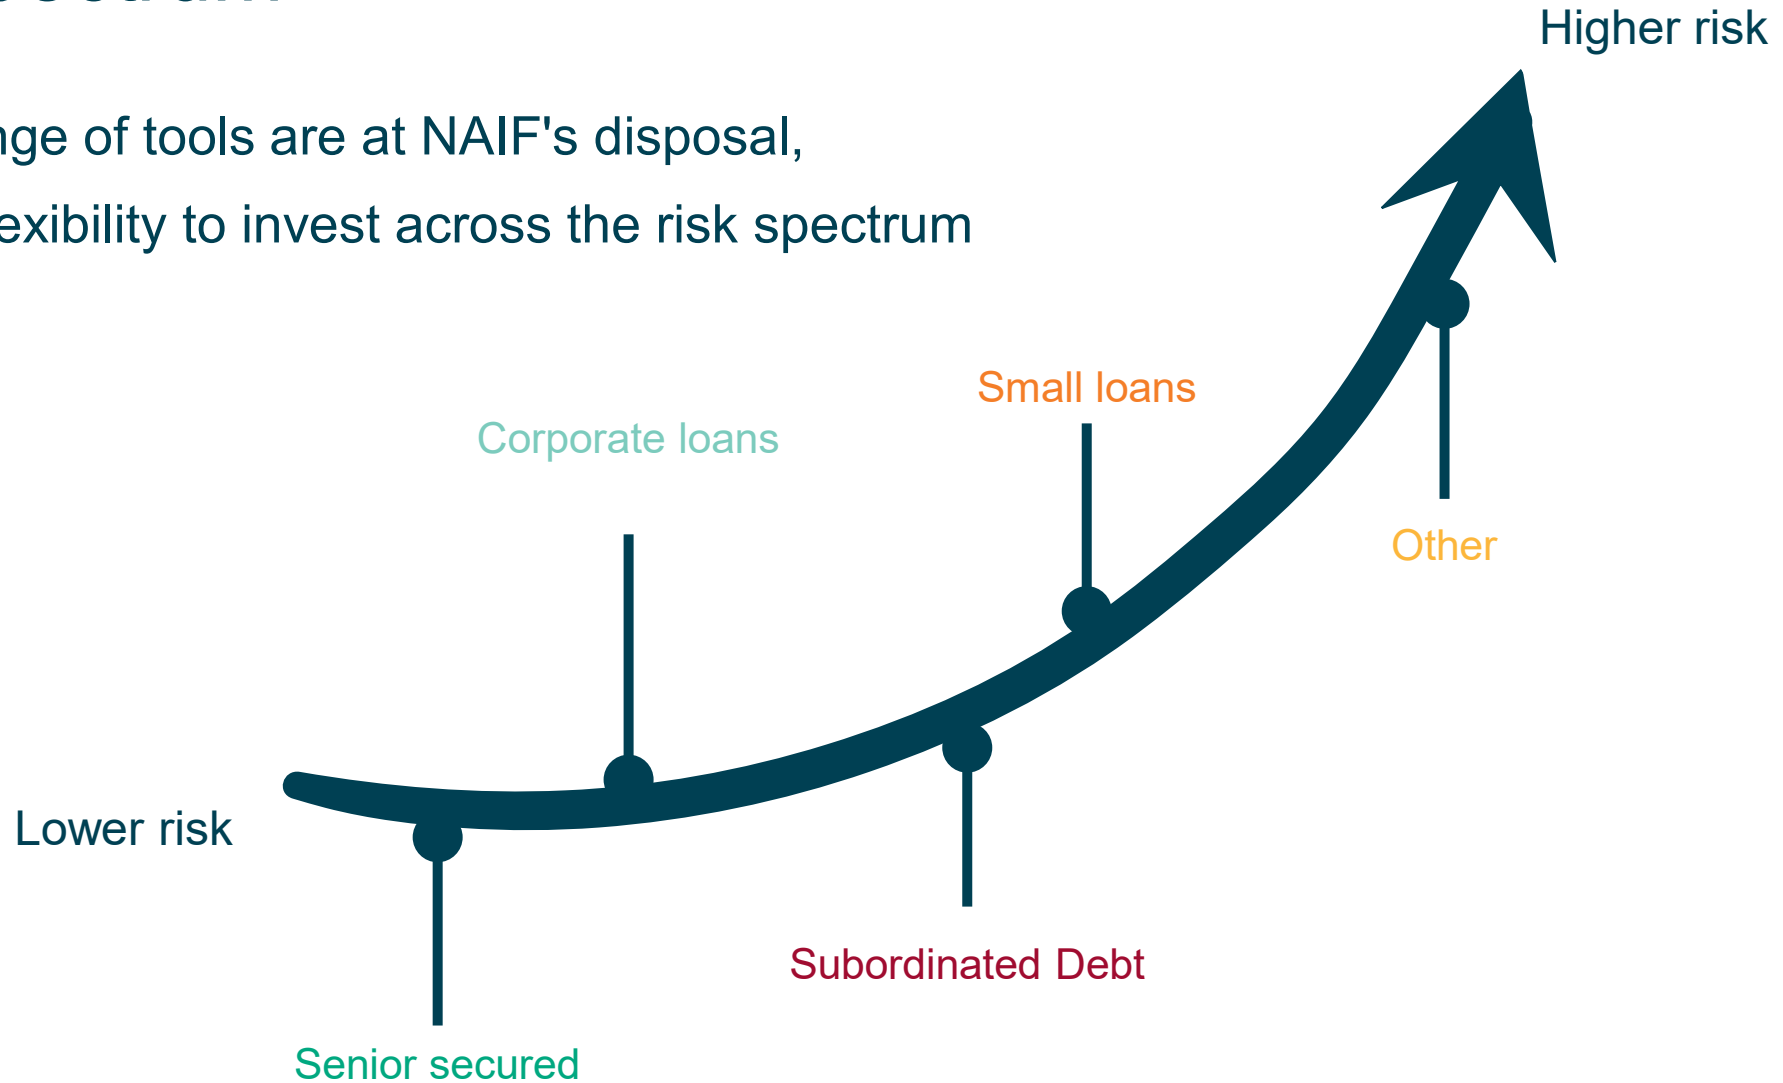 Higher risk
nge of tools are at NAIF's disposal,
exibility to invest across the risk spectrum
Small loans
Corporate loans
Other
Lower risk
Subordinated Debt
Senior secured